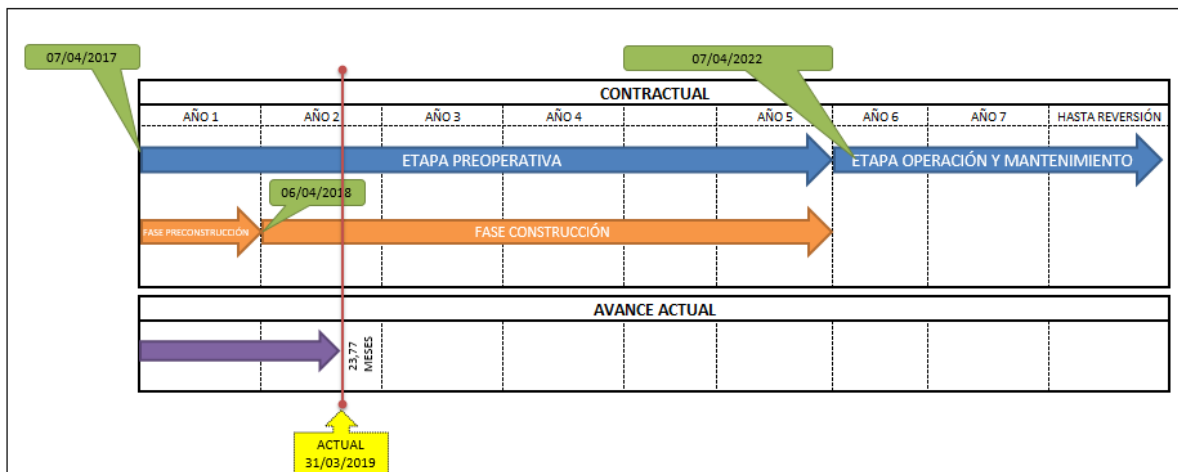 07/04/2017
07/04/2022
CONTRACTUAL
AÑO 1
AÑO 2
AÑO 3
AÑO 4
AÑO 5
AÑO 6
AÑO 7
HASTA REVERSIÓN
ETAPA PREOPERATIVA
ETAPA OPERACIÓN Y MANTENIMIENTO
06/04/2018
FASE PRECONSTRUCCIÓN
FASE CONSTRUCCIÓN
AVANCE ACTUAL
23,77
MESES
ACTUAL
31/03/2019